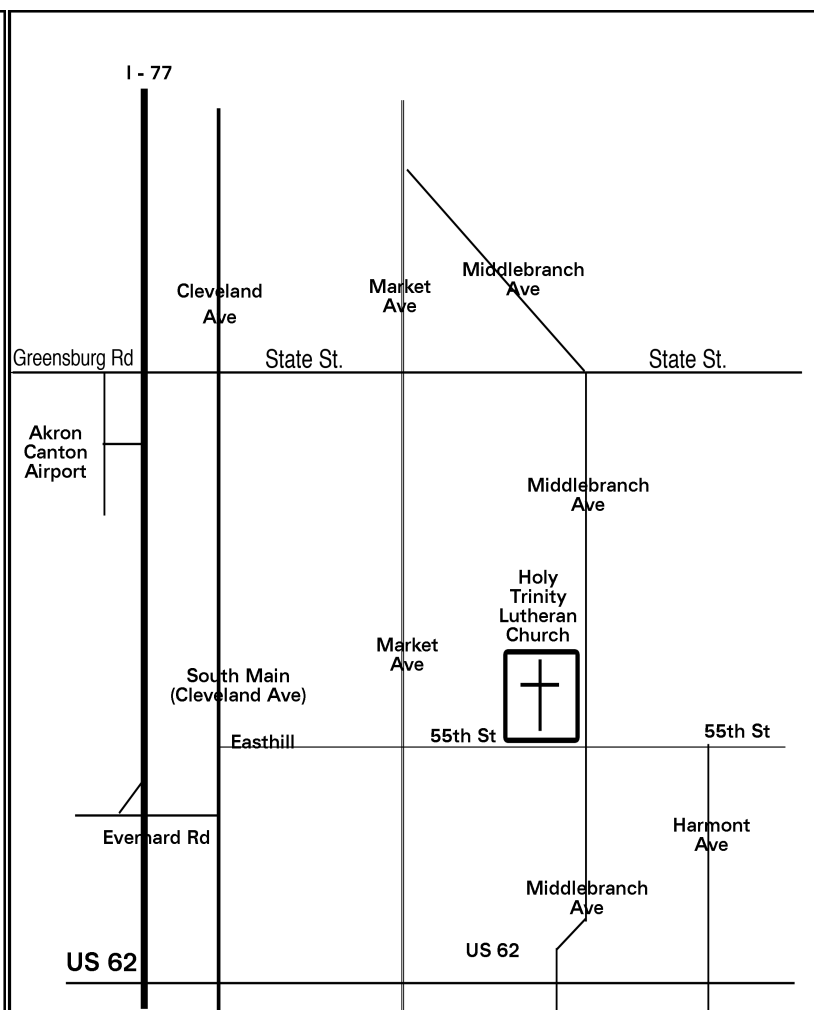 I - 77
Middlebranch
Ave
Cleveland
Ave
Market
Ave
Greensburg Rd
State St.
State St.
Akron
Canton
Airport
Middlebranch
Ave
Holy
Trinity
Lutheran
Church
Market
Ave
South Main
(Cleveland Ave)
Easthill
55th St
55th St
Everhard Rd
Harmont
Ave
Middlebranch
Ave
US 62
US 62